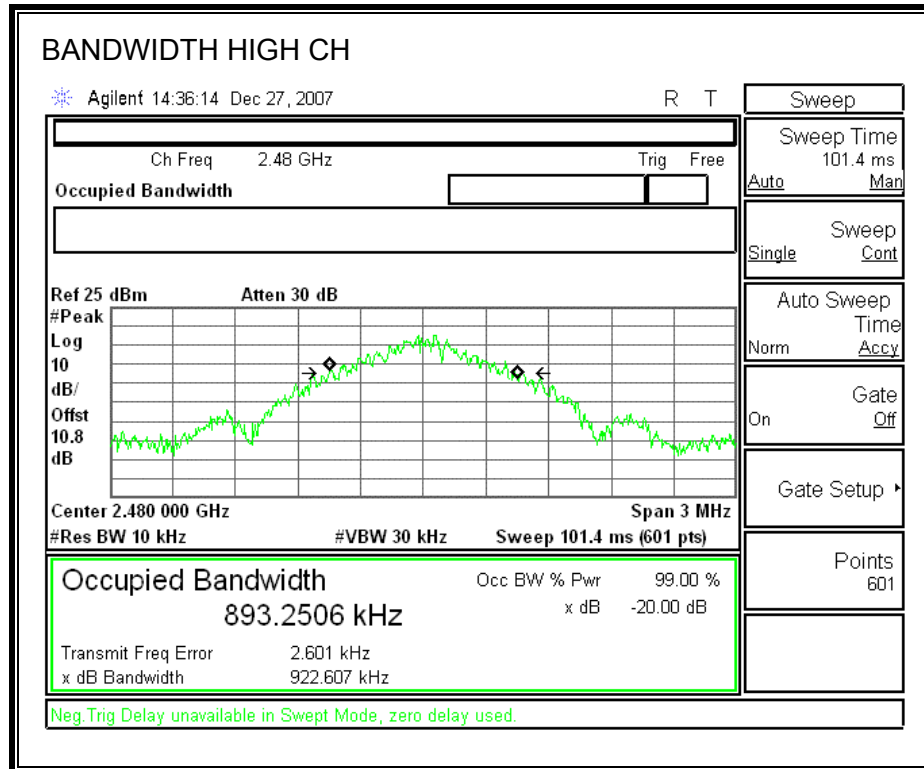 BANDWIDTH HIGH CH
Agilent 14:36:14 Dec 27, 2007 R T
Ch Freq 2.48 GHz Trig Free
Occupied Bandwidth
Ref 25 dBm Atten 30 dB
#Peak
Log
10
dB/
Offst
10.8
dB
Center 2.480 000 GHz Span 3 MHz
#Res BW 10 kHz #VBW 30 kHz Sweep 101.4 ms (601 pts)
Occupied Bandwidth
893.2506 kHz
Occ BW % Pwr 99.00 %
x dB -20.00 dB
Transmit Freq Error 2.601 kHz
x dB Bandwidth 922.607 kHz
Neg.Trig Delay unavailable in Swept Mode, zero delay used.
Sweep
Sweep Time
101.4 ms
Auto Man
Sweep
Single Cont
Auto Sweep
Time
Norm Accy
Gate
On Off
Gate Setup
Points
601